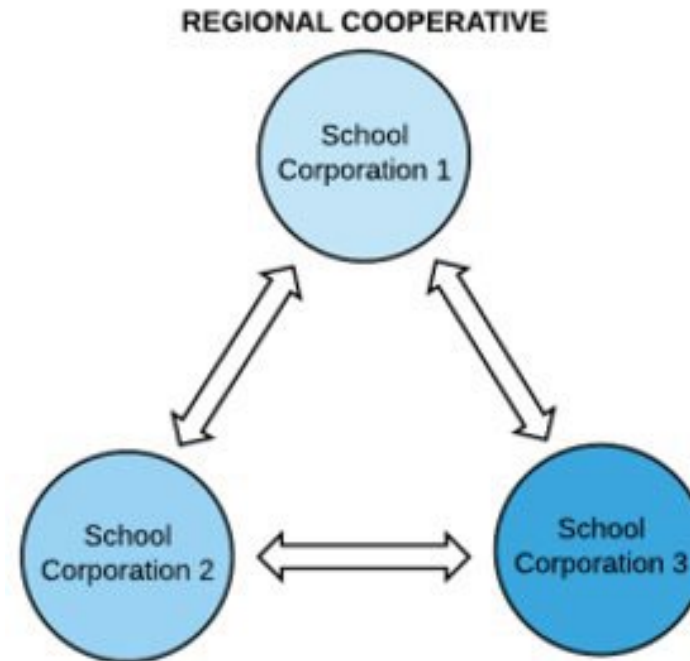 REGIONAL COOPERATIVE
School
Corporation 1
School
Corporation 2
School
Corporation 3